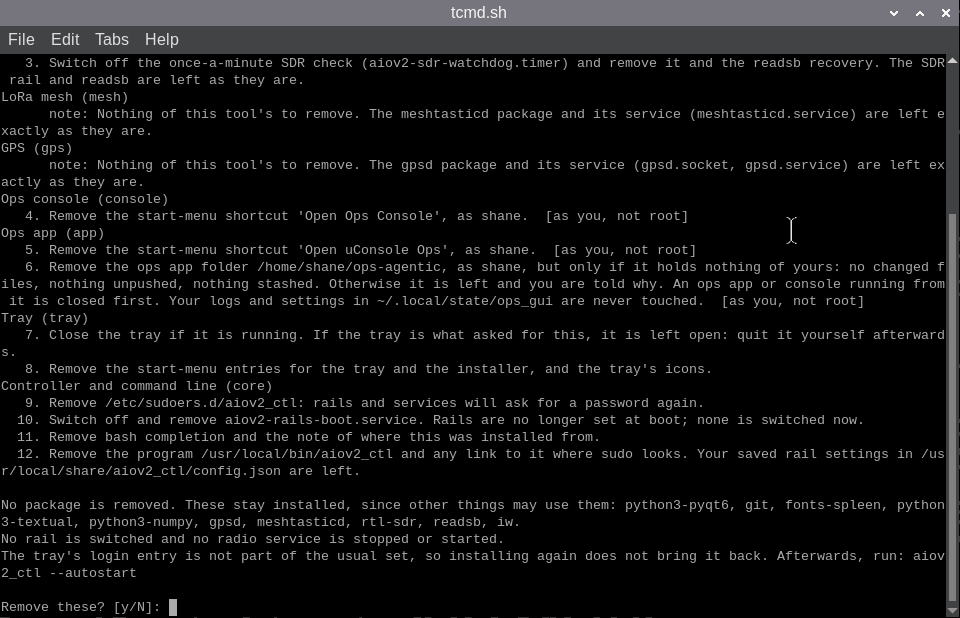 tcmd.sh
File Edit Tabs Help
3. Switch off the once-a-minute SDR check (aiov2-sdr-watchdog.timer) and remove it and the readsb recovery. The SDR
rail and readsb are left as they are.
LoRa mesh (mesh)
note: Nothing of this tool's to remove. The meshtasticd package and its service (meshtasticd.service) are left e
xactly as they are.
GPS (gps)
note: Nothing of this tool's to remove. The gpsd package and its service (gpsd.socket, gpsd.service) are left ex
actly as they are.
Ops console (console)
4. Remove the start-menu shortcut 'Open Ops Console', as shane.  [as you, not root]
Ops app (app)
5. Remove the start-menu shortcut 'Open uConsole Ops', as shane.  [as you, not root]
6. Remove the ops app folder /home/shane/ops-agentic, as shane, but only if it holds nothing of yours: no changed f
iles, nothing unpushed, nothing stashed. Otherwise it is left and you are told why. An ops app or console running from
it is closed first. Your logs and settings in ~/.local/state/ops_gui are never touched.  [as you, not root]
Tray (tray)
7. Close the tray if it is running. If the tray is what asked for this, it is left open: quit it yourself afterward
s.
8. Remove the start-menu entries for the tray and the installer, and the tray's icons.
Controller and command line (core)
9. Remove /etc/sudoers.d/aiov2_ctl: rails and services will ask for a password again.
10. Switch off and remove aiov2-rails-boot.service. Rails are no longer set at boot; none is switched now.
11. Remove bash completion and the note of where this was installed from.
12. Remove the program /usr/local/bin/aiov2_ctl and any link to it where sudo looks. Your saved rail settings in /us
r/local/share/aiov2_ctl/config.json are left.
No package is removed. These stay installed, since other things may use them: python3-pyqt6, git, fonts-spleen, python
3-textual, python3-numpy, gpsd, meshtasticd, rtl-sdr, readsb, iw.
No rail is switched and no radio service is stopped or started.
The tray's login entry is not part of the usual set, so installing again does not bring it back. Afterwards, run: aiov
2_ctl --autostart
Remove these? [y/N]: